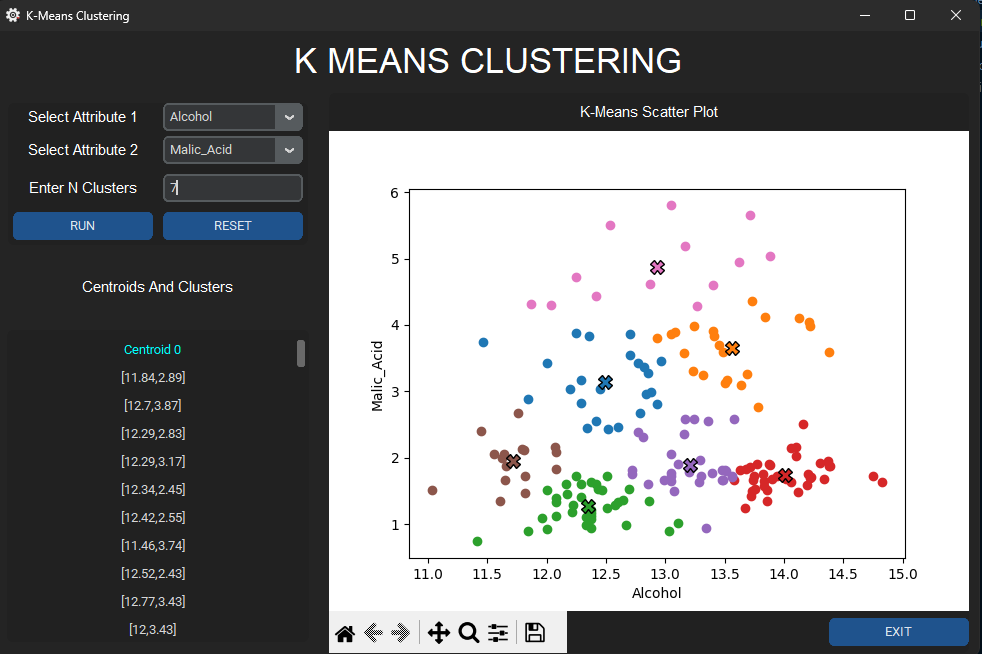 K-Means Clustering
K MEANS CLUSTERING
Select Attribute 1 Alcohol
Select Attribute 2 Malic_Acid
Enter N Clusters 7
RUN RESET
Centroids And Clusters
Centroid 0
[11.84,2.89]
[12.7,3.87]
[12.29,2.83]
[12.29,3.17]
[12.34,2.45]
[12.42,2.55]
[11.46,3.74]
[12.52,2.43]
[12.77,3.43]
[12,3.43]
K-Means Scatter Plot
6
5
4
3
2
1
Malic_Acid
11.0 11.5 12.0 12.5 13.0 13.5 14.0 14.5 15.0
Alcohol
EXIT